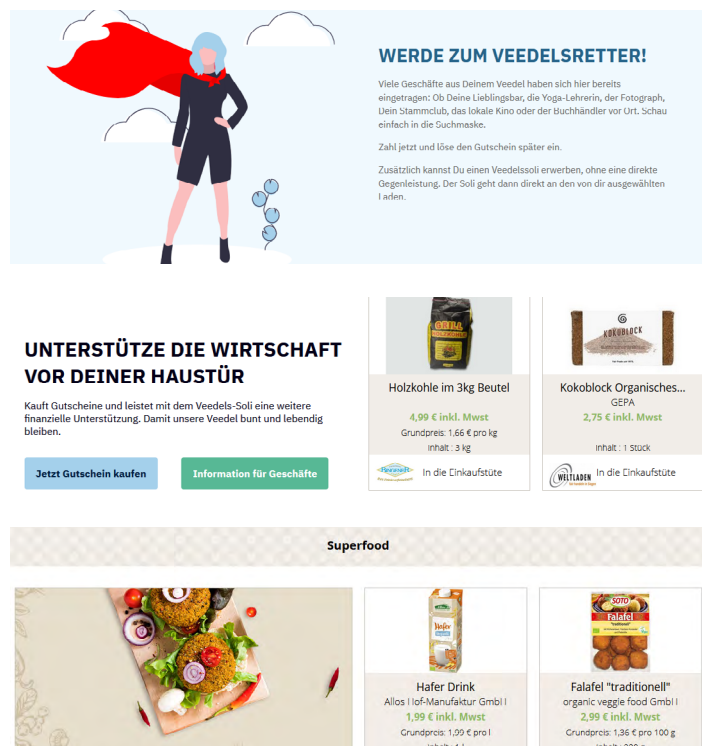 WERDE ZUM VEEDELSRETTER!
Viele Geschäfte aus Deinem Veedel haben sich hier bereits
eingetragen: Ob Deine Lieblingsbar, die Yoga-Lehrerin, der Fotograph,
Dein Stammclub, das lokale Kino oder der Buchhändler vor Ort. Schau
einfach in die Suchmaske.
Zahl jetzt und löse den Gutschein später ein.
Zusätzlich kannst Du einen Veedelssoli erwerben, ohne eine direkte
Gegenleistung. Der Soli geht dann direkt an den von dir ausgewählten
Laden.
UNTERSTÜTZE DIE WIRTSCHAFT
VOR DEINER HAUSTÜR
Kauft Gutscheine und leistet mit dem Veedels-Soli eine weitere
finanzielle Unterstützung. Damit unsere Veedel bunt und lebendig
bleiben.
Jetzt Gutschein kaufen
Information für Geschäfte
GRILL
Holzkohle im 3kg Beutel
4,99 € inkl. Mwst
Grundpreis: 1,66 € pro kg
Inhalt : 3 kg
In die Einkaufstüte
KOKOBLOCK
Kokoblock Organisches...
GEPA
2,75 € inkl. Mwst
Inhalt : 1 Stück
WELTLADEN
In die Einkaufstüte
Superfood
Hafer
Hafer Drink
Allos Hof-Manufaktur GmbH
1,99 € inkl. Mwst
Grundpreis: 1,99 € pro l
Inhalt : 1 l
SOTO
Falafel
"traditionell"
Falafel "traditionell"
organic veggie food GmbH
2,99 € inkl. Mwst
Grundpreis: 1,36 € pro 100 g